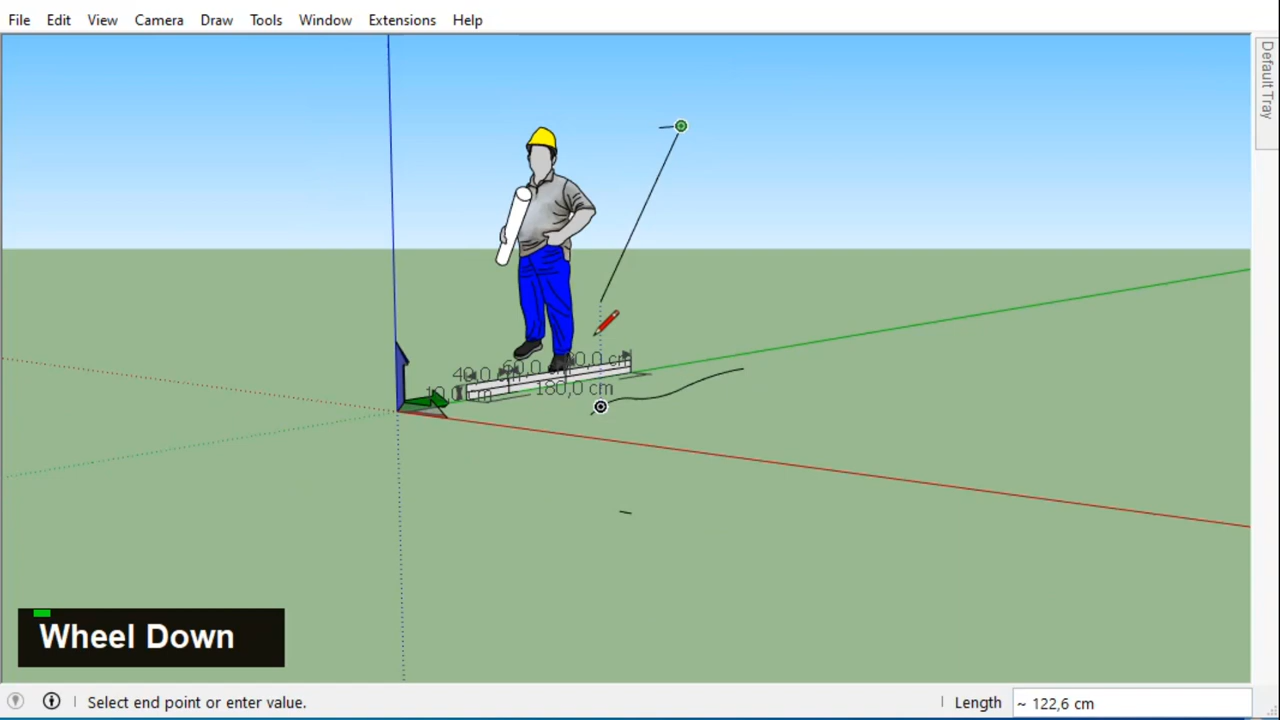 File Edit View Camera Draw Tools Window Extensions Help
Default Tray
180,0 cm
Wheel Down
Select end point or enter value.
Length ~ 122,6 cm